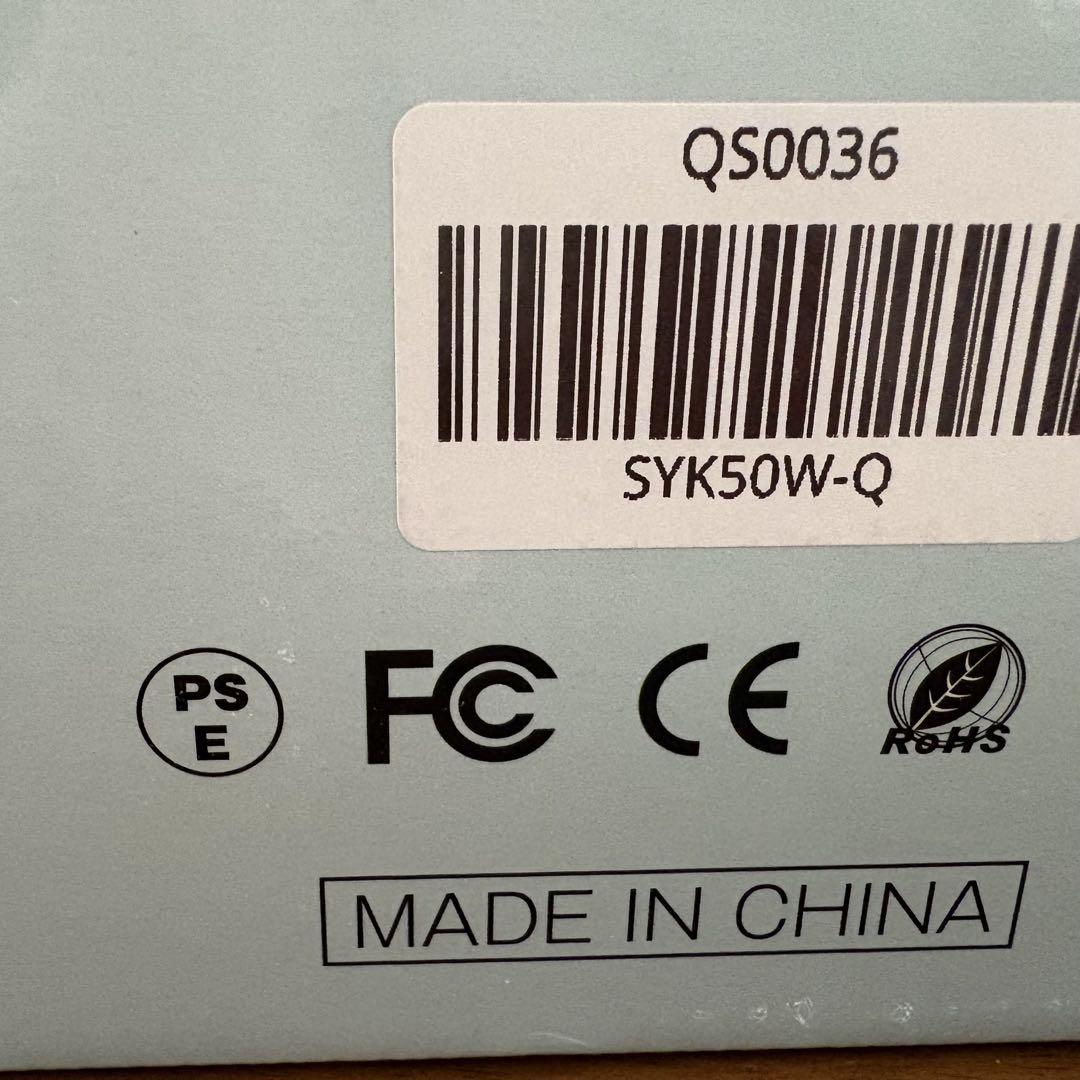 QS0036
SYK50W-Q
PS
E
FC
CE
RoHS
MADE IN CHINA